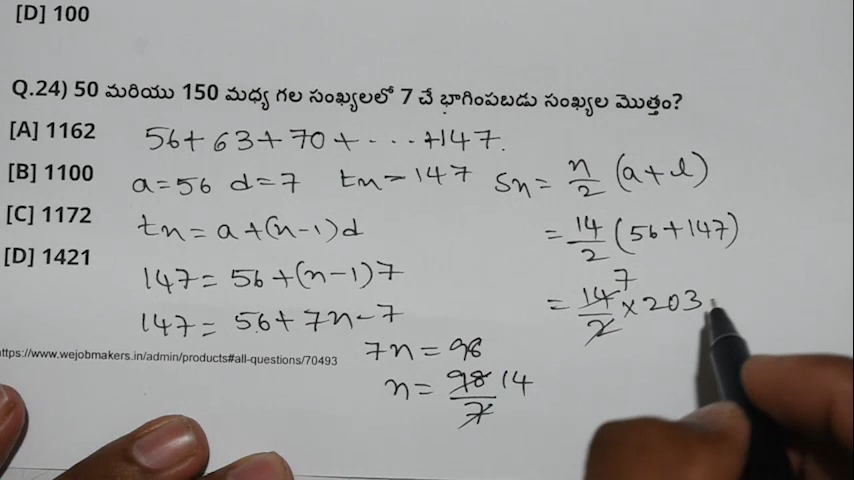 [D] 100
Q.24) 50 మరియు 150 మధ్య గల సంఖ్యలలో 7 చే భాగింపబడు సంఖ్యల మొత్తం?
[A] 1162
56+63+70+.....+147.
[B] 1100
a=56 d=7 tn=147
Sn= n/2 (a+l)
[C] 1172
tn=a+(n-1)d
= 14/2 (56+147)
[D] 1421
147=56+(n-1)7
= 14/2 7 ×203
147=56+7n-7
https://www.wejobmakers.in/admin/products#all-questions/70493
7n=98
n= 98/7 14